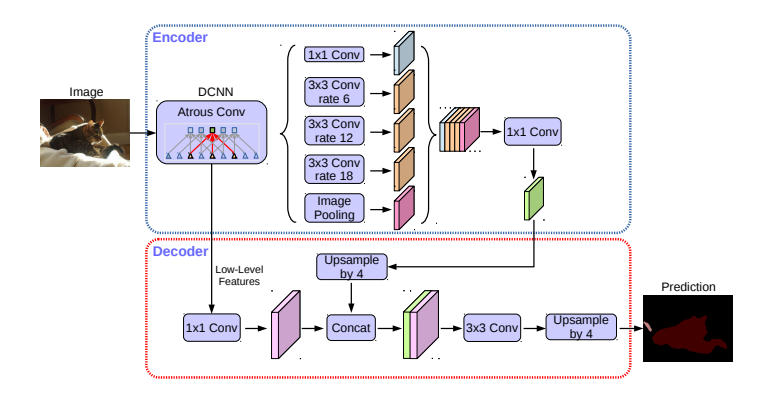 Encoder
Image
DCNN
Atrous Conv
1x1 Conv
3x3 Conv
rate 6
3x3 Conv
rate 12
3x3 Conv
rate 18
Image
Pooling
1x1 Conv
Decoder
Low-Level
Features
Upsample
by 4
1x1 Conv
Concat
3x3 Conv
Upsample
by 4
Prediction